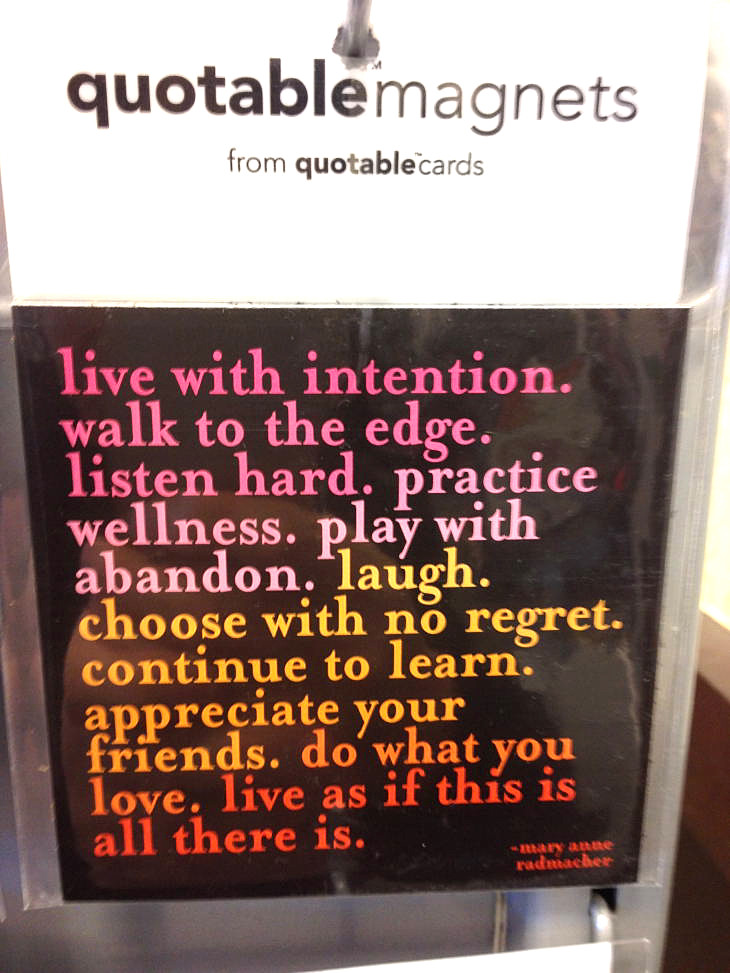 quotablemagnets™
from quotable™cards
live with intention.
walk to the edge.
listen hard. practice
wellness. play with
abandon. laugh.
choose with no regret.
continue to learn.
appreciate your
friends. do what you
love. live as if this is
all there is.
-mary anne
radmacher